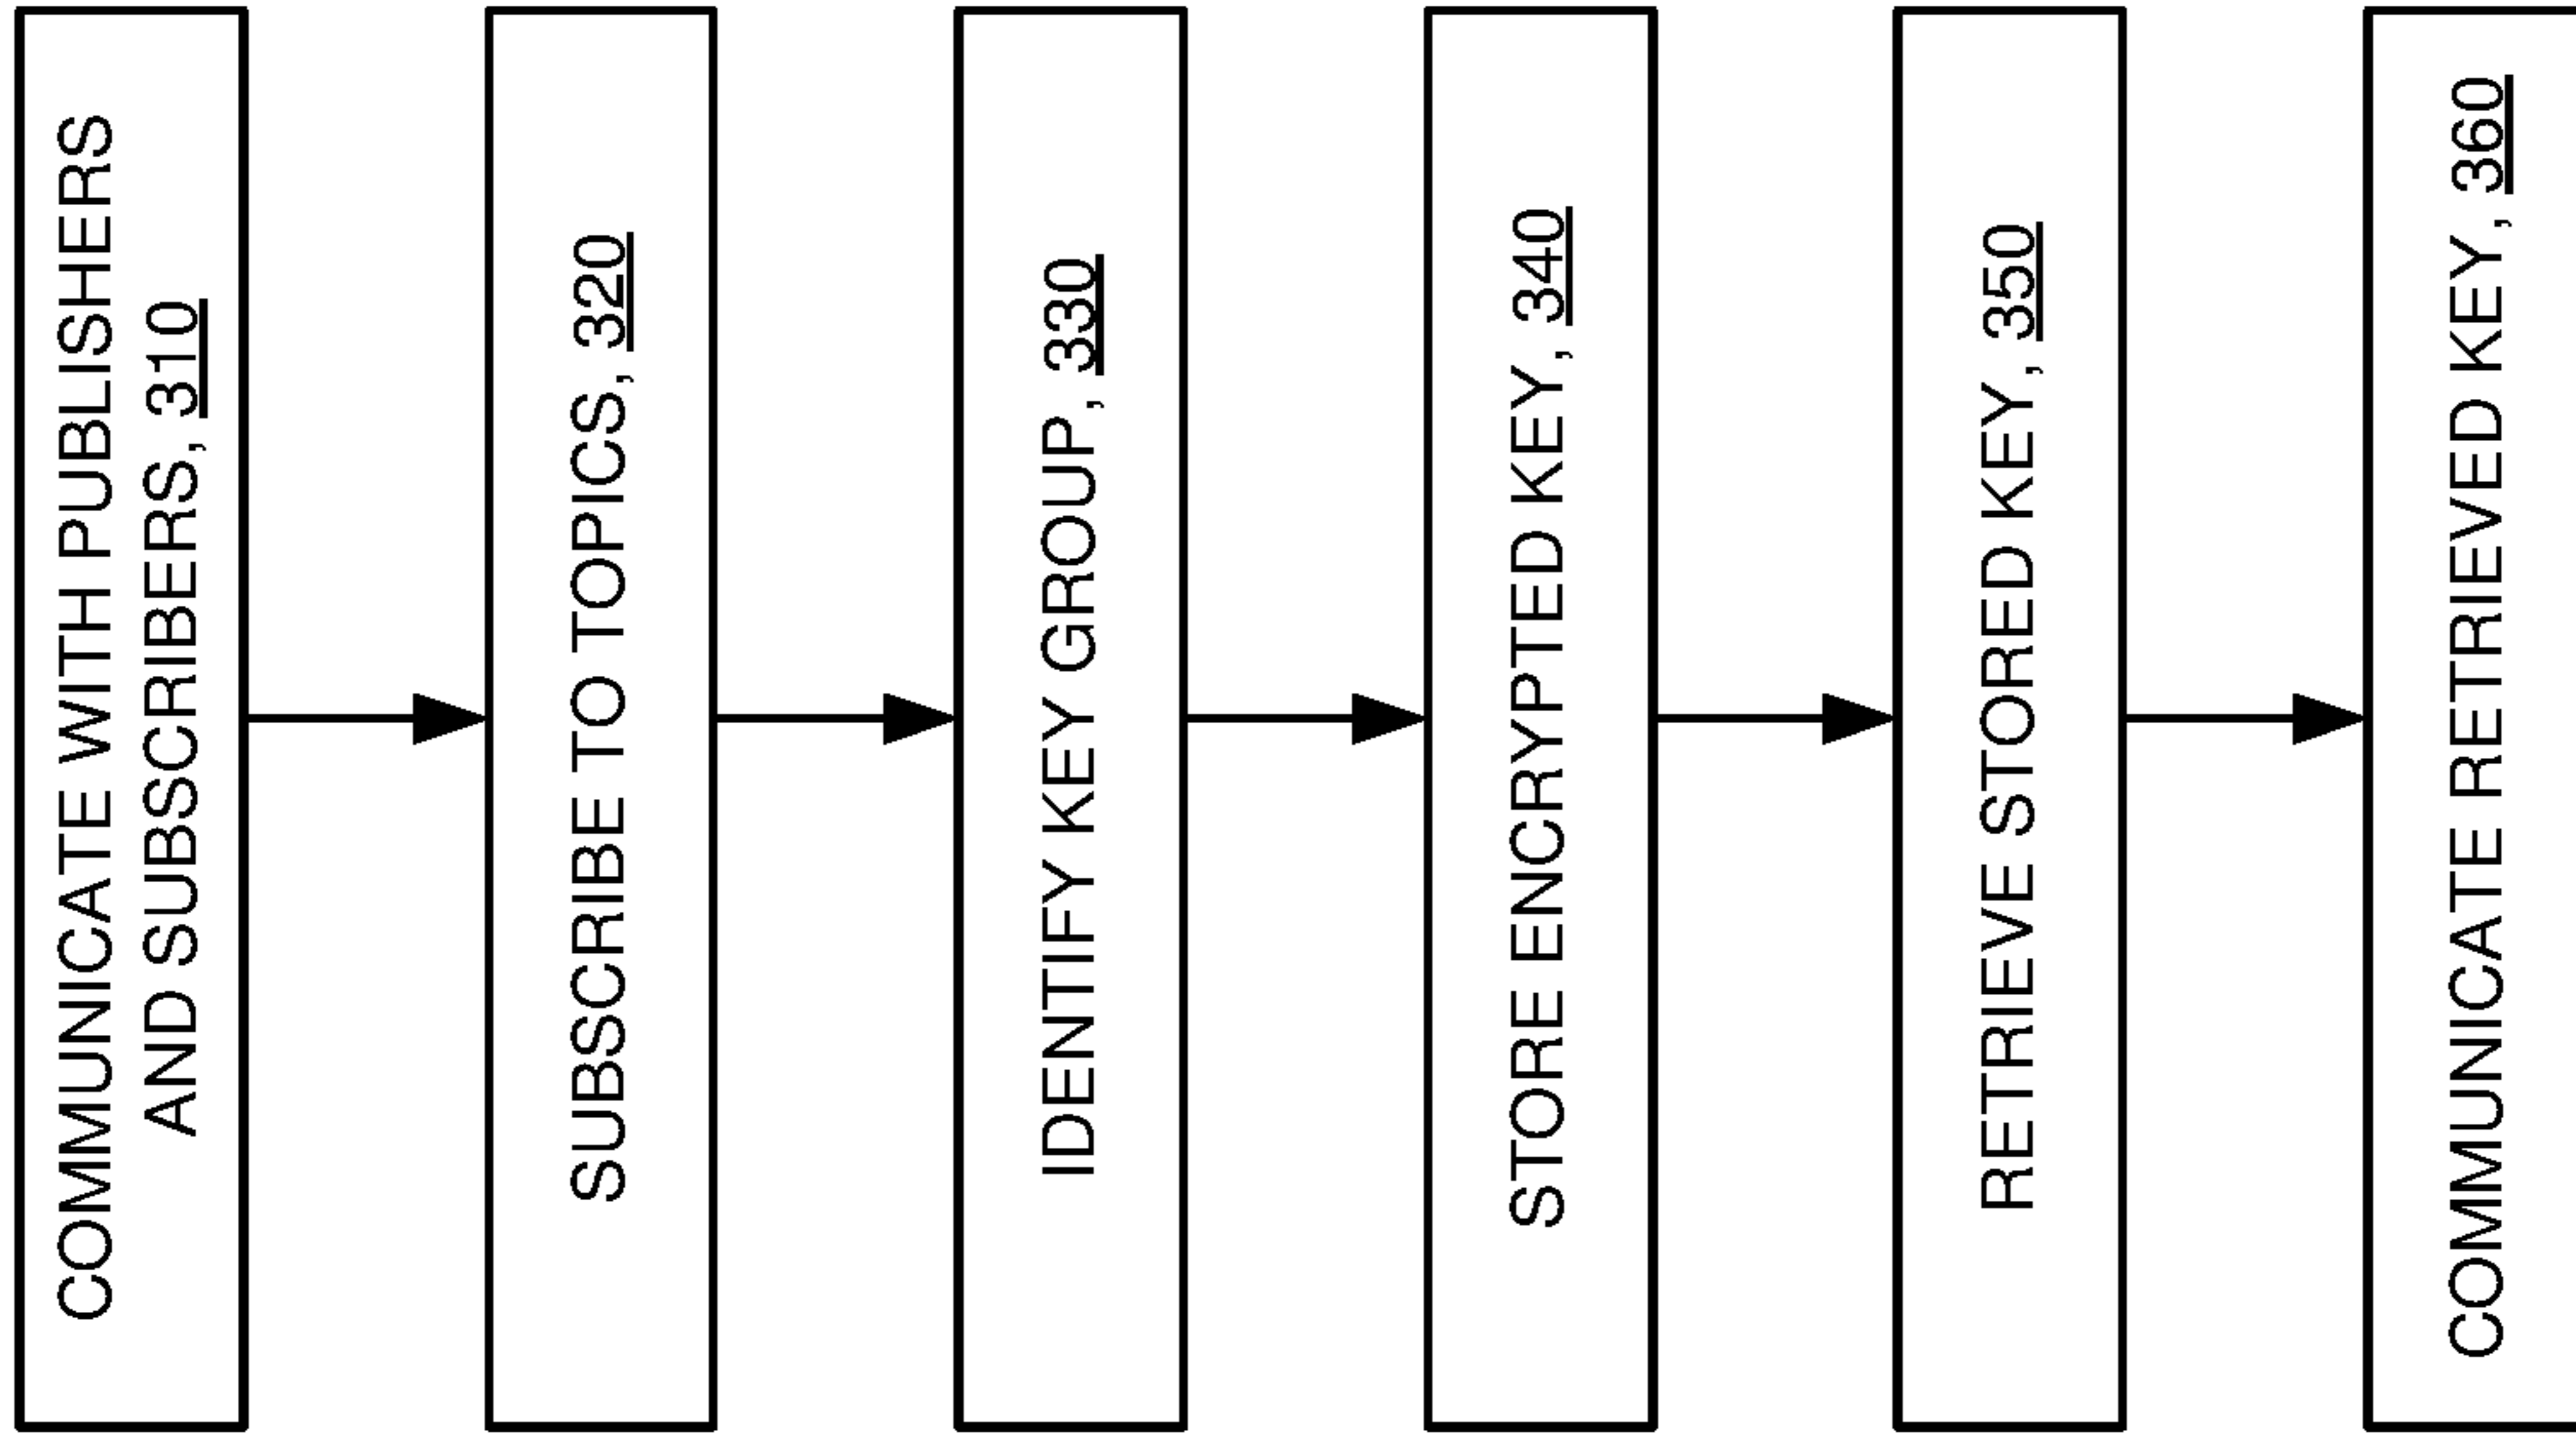 COMMUNICATE WITH PUBLISHERS
AND SUBSCRIBERS, 310
SUBSCRIBE TO TOPICS, 320
IDENTIFY KEY GROUP, 330
STORE ENCRYPTED KEY, 340
RETRIEVE STORED KEY, 350
COMMUNICATE RETRIEVED KEY, 360